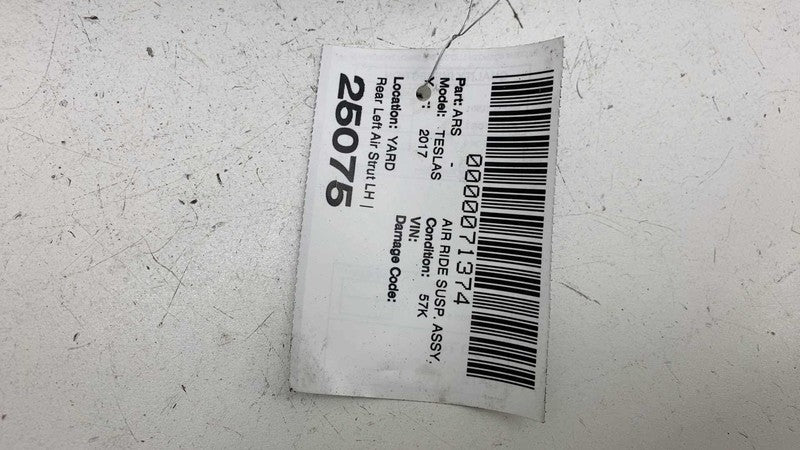 0000071374
Part: ARS - AIR RIDE SUSP. ASSY.
Model: TESLAS Condition: 57K
2017 VIN:
Damage Code:
Location: YARD
Rear Left Air Strut LH |
25075